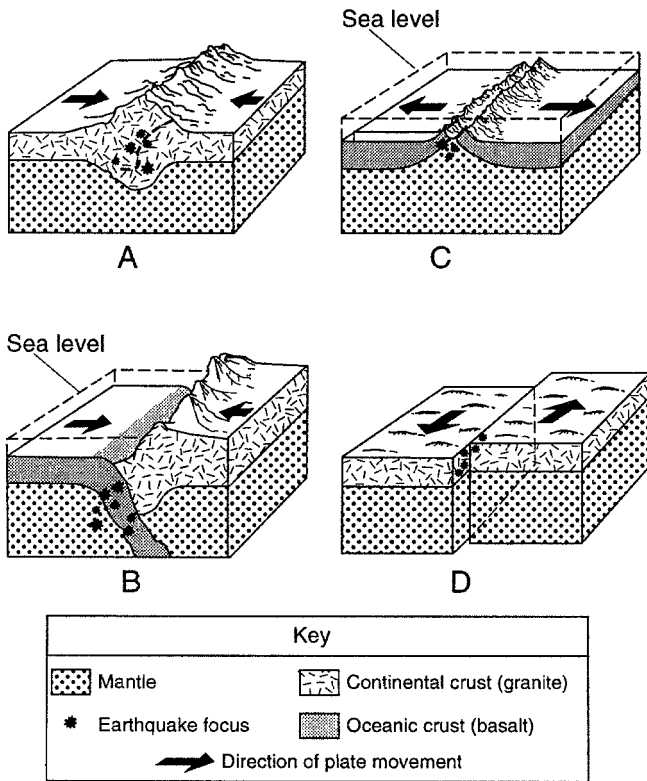 Sea level
A
C
Sea level
B
D
Key
Mantle
Continental crust (granite)
Earthquake focus
Oceanic crust (basalt)
Direction of plate movement